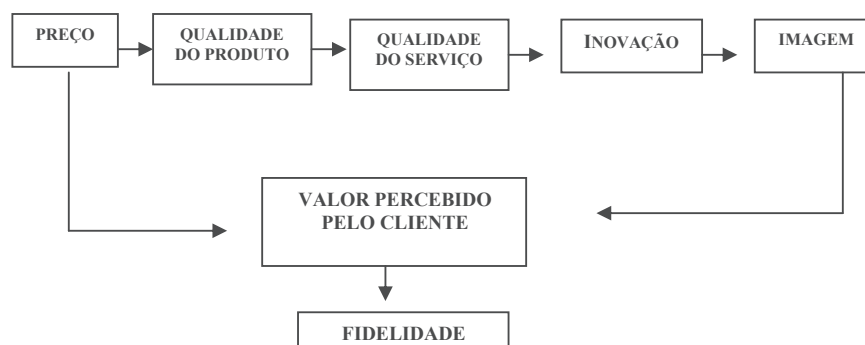 PREÇO
QUALIDADE
DO PRODUTO
QUALIDADE
DO SERVIÇO
INOVAÇÃO
IMAGEM
VALOR PERCEBIDO
PELO CLIENTE
FIDELIDADE